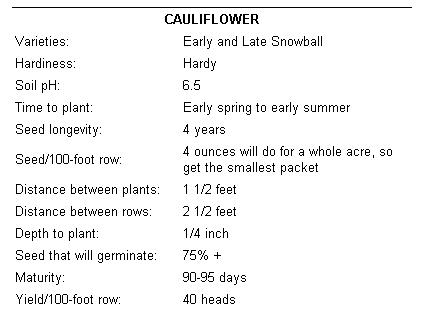 CAULIFLOWER
Varieties: Early and Late Snowball
Hardiness: Hardy
Soil pH: 6.5
Time to plant: Early spring to early summer
Seed longevity: 4 years
Seed/100-foot row: 4 ounces will do for a whole acre, so
get the smallest packet
Distance between plants: 1 1/2 feet
Distance between rows: 2 1/2 feet
Depth to plant: 1/4 inch
Seed that will germinate: 75% +
Maturity: 90-95 days
Yield/100-foot row: 40 heads